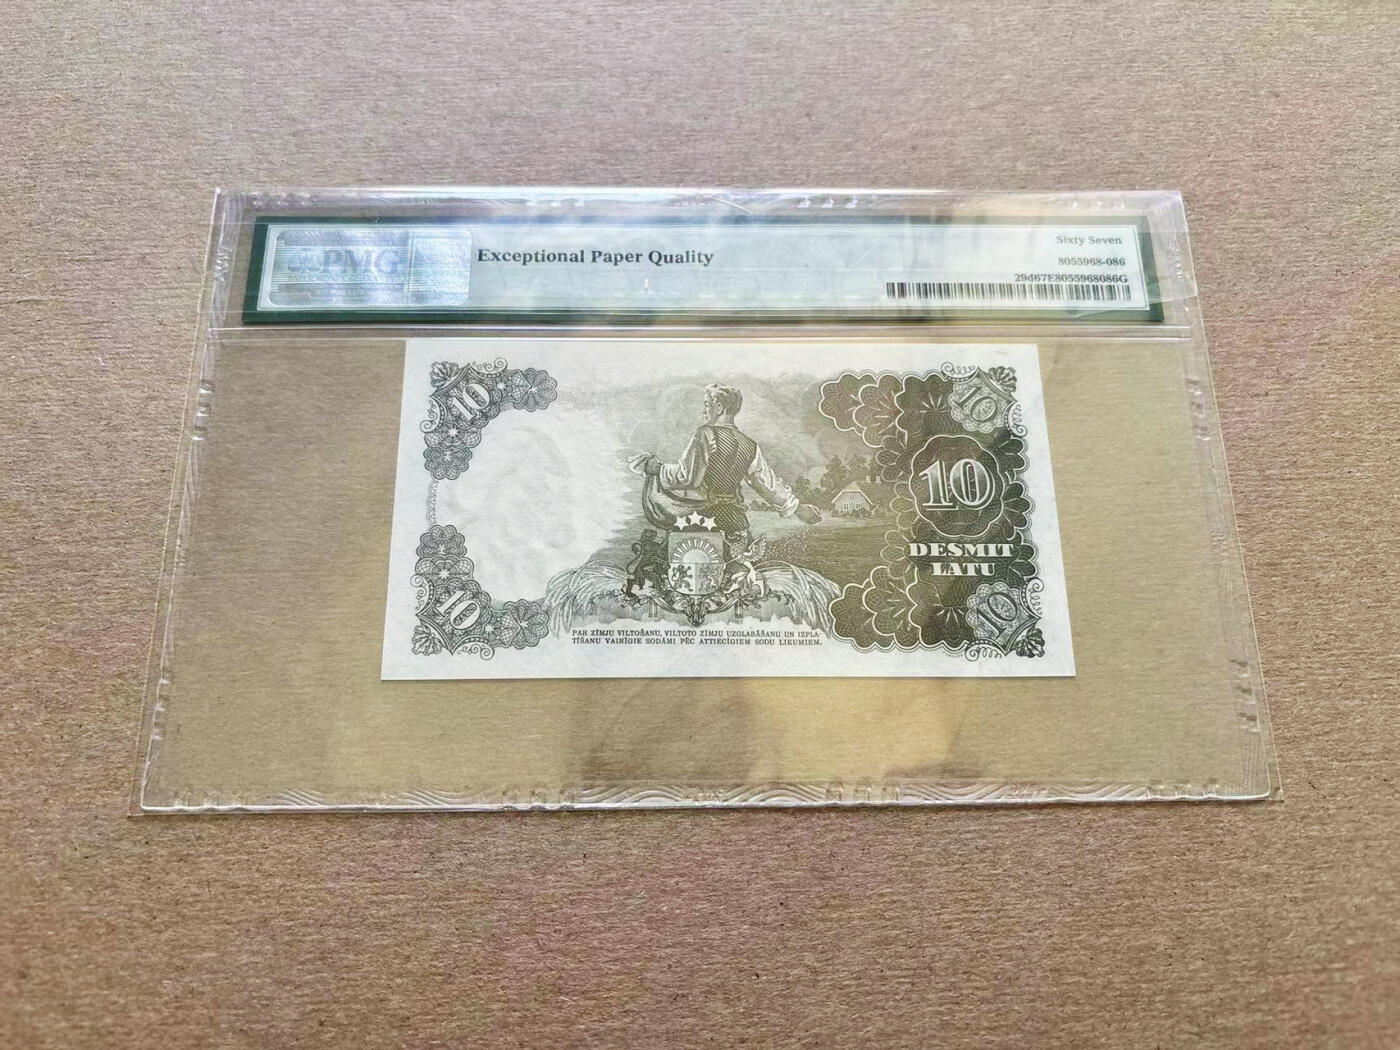 PMG
Exceptional Paper Quality
Sixty Seven
8055968-086
29d67E8055968086G
10
10
10
DESMIT
LATU
10
10
PAR ZĪMJU VILTOŠANU, VILTOTO ZĪMJU UZGLABĀŠANU UN IZPLA-
TĪŠANU VAINĪGIE SODĀMI PĒC ATTIECĪGIEM SODU LIKUMIEM.